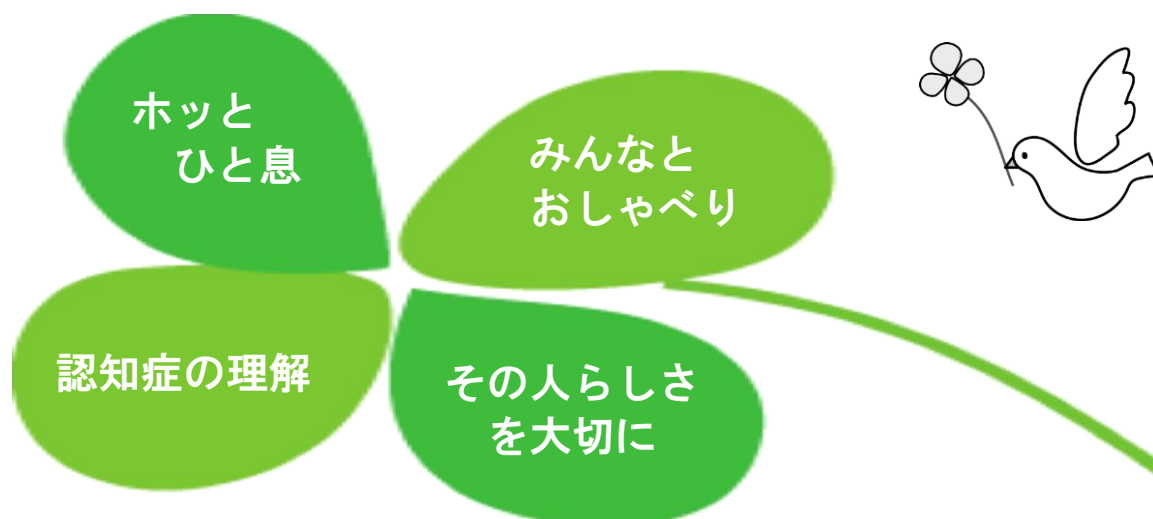 ホッと
ひと息
みんなと
おしゃべり
認知症の理解
その人らしさ
を大切に